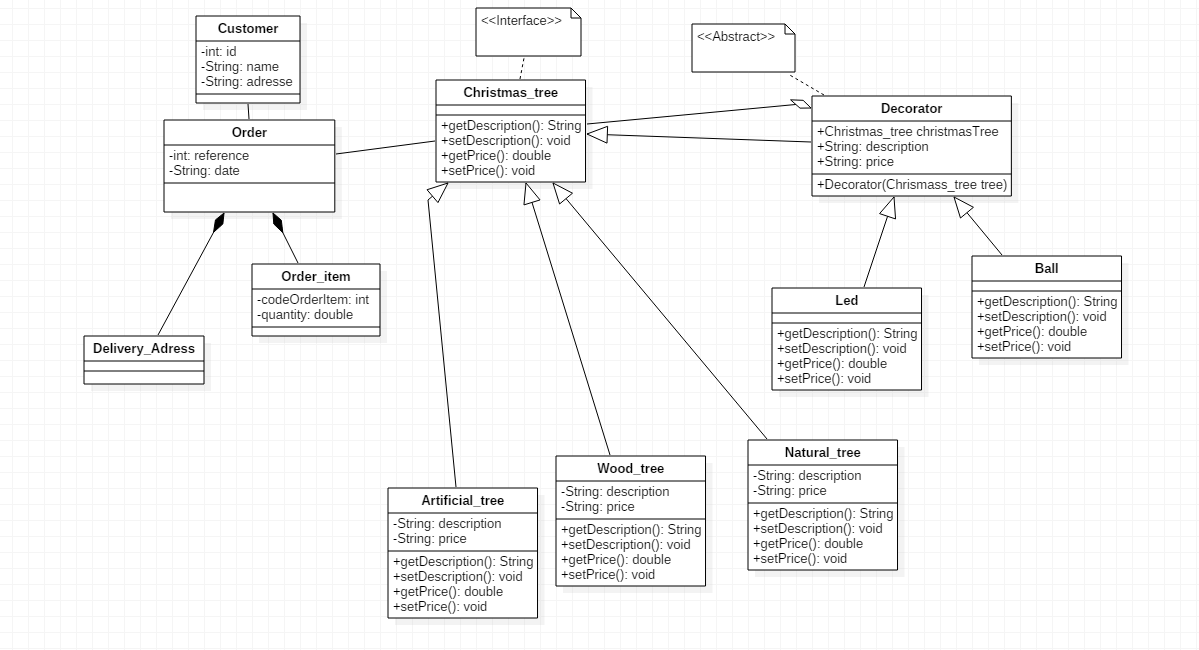 Customer
-int: id
-String: name
-String: adresse
<<Interface>>
<<Abstract>>
Christmas_tree
+getDescription(): String
+setDescription(): void
+getPrice(): double
+setPrice(): void
Decorator
+Christmas_tree christmasTree
+String: description
+String: price
+Decorator(Chrismass_tree tree)
Order
-int: reference
-String: date
Order_item
-codeOrderItem: int
-quantity: double
Delivery_Adress
Led
+getDescription(): String
+setDescription(): void
+getPrice(): double
+setPrice(): void
Ball
+getDescription(): String
+setDescription(): void
+getPrice(): double
+setPrice(): void
Artificial_tree
-String: description
-String: price
+getDescription(): String
+setDescription(): void
+getPrice(): double
+setPrice(): void
Wood_tree
-String: description
-String: price
+getDescription(): String
+setDescription(): void
+getPrice(): double
+setPrice(): void
Natural_tree
-String: description
-String: price
+getDescription(): String
+setDescription(): void
+getPrice(): double
+setPrice(): void